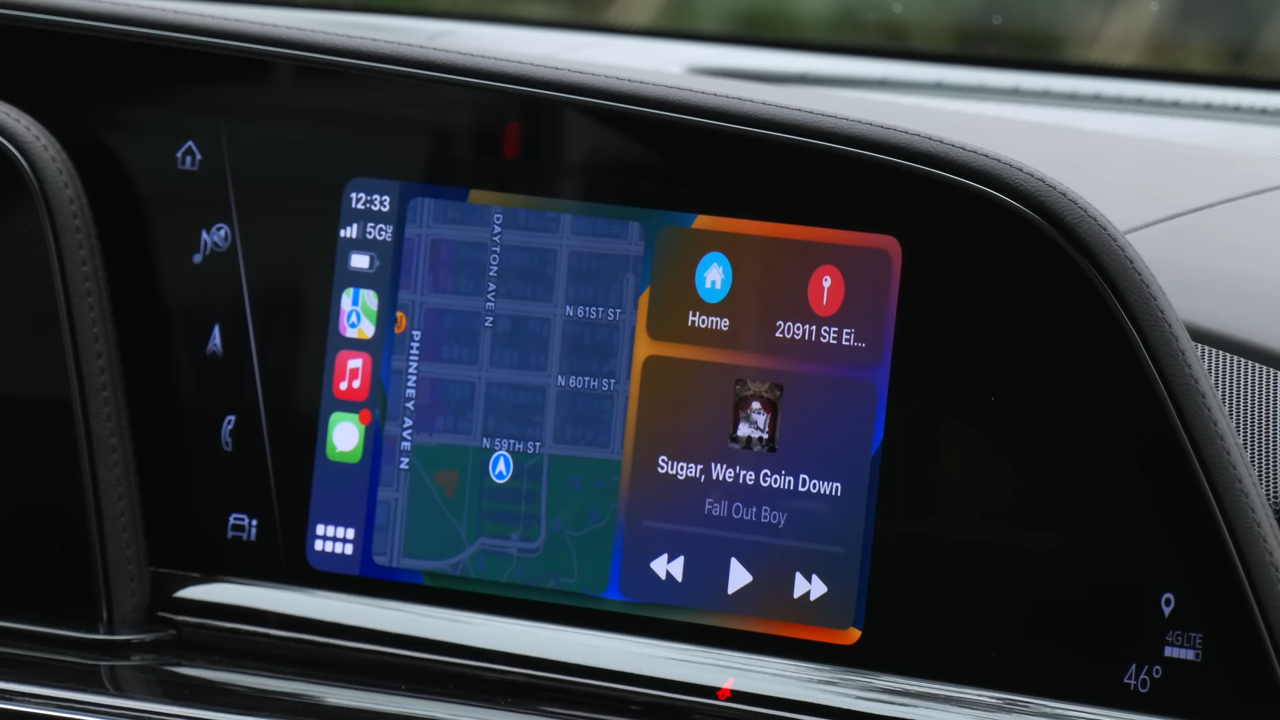 12:33
5G
DAYTON AVE N
N 61ST ST
PHINNEY AVE N
N 60TH ST
N 59TH ST
Home
20911 SE Ei...
Sugar, We're Goin Down
Fall Out Boy
4G LTE
46°